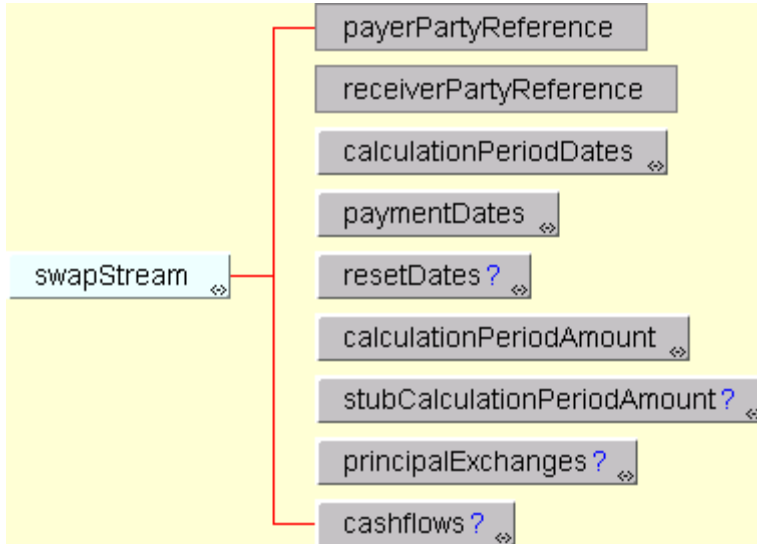 payerPartyReference
receiverPartyReference
calculationPeriodDates
paymentDates
swapStream
resetDates?
calculationPeriodAmount
stubCalculationPeriodAmount?
principalExchanges?
cashflows?